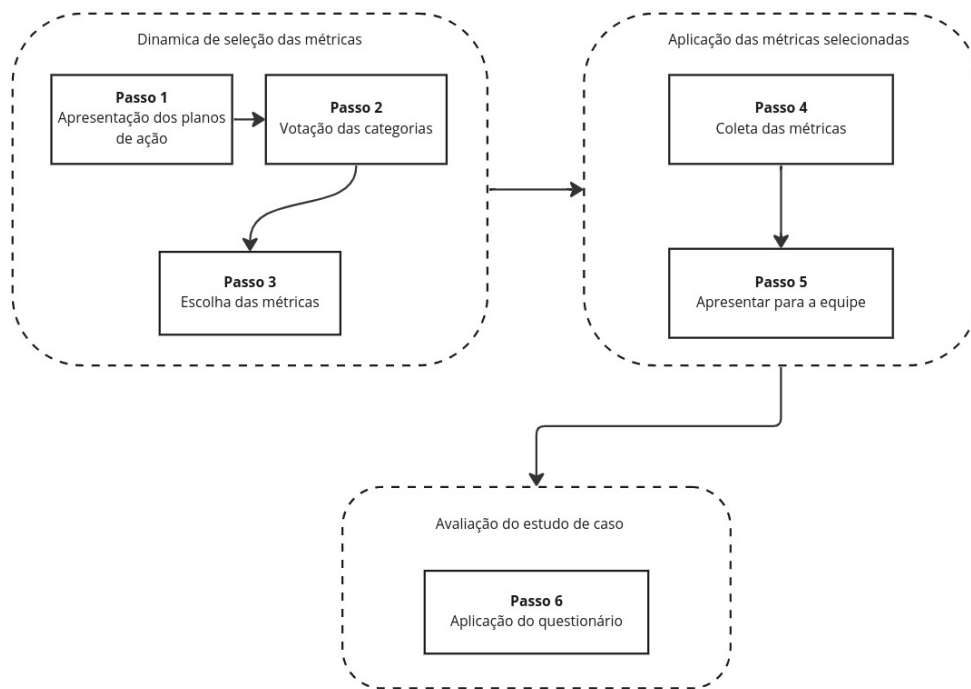 Dinamica de seleção das métricas
Passo 1
Apresentação dos planos
de ação
Passo 2
Votação das categorias
Passo 3
Escolha das métricas
Aplicação das métricas selecionadas
Passo 4
Coleta das métricas
Passo 5
Apresentar para a equipe
Avaliação do estudo de caso
Passo 6
Aplicação do questionário